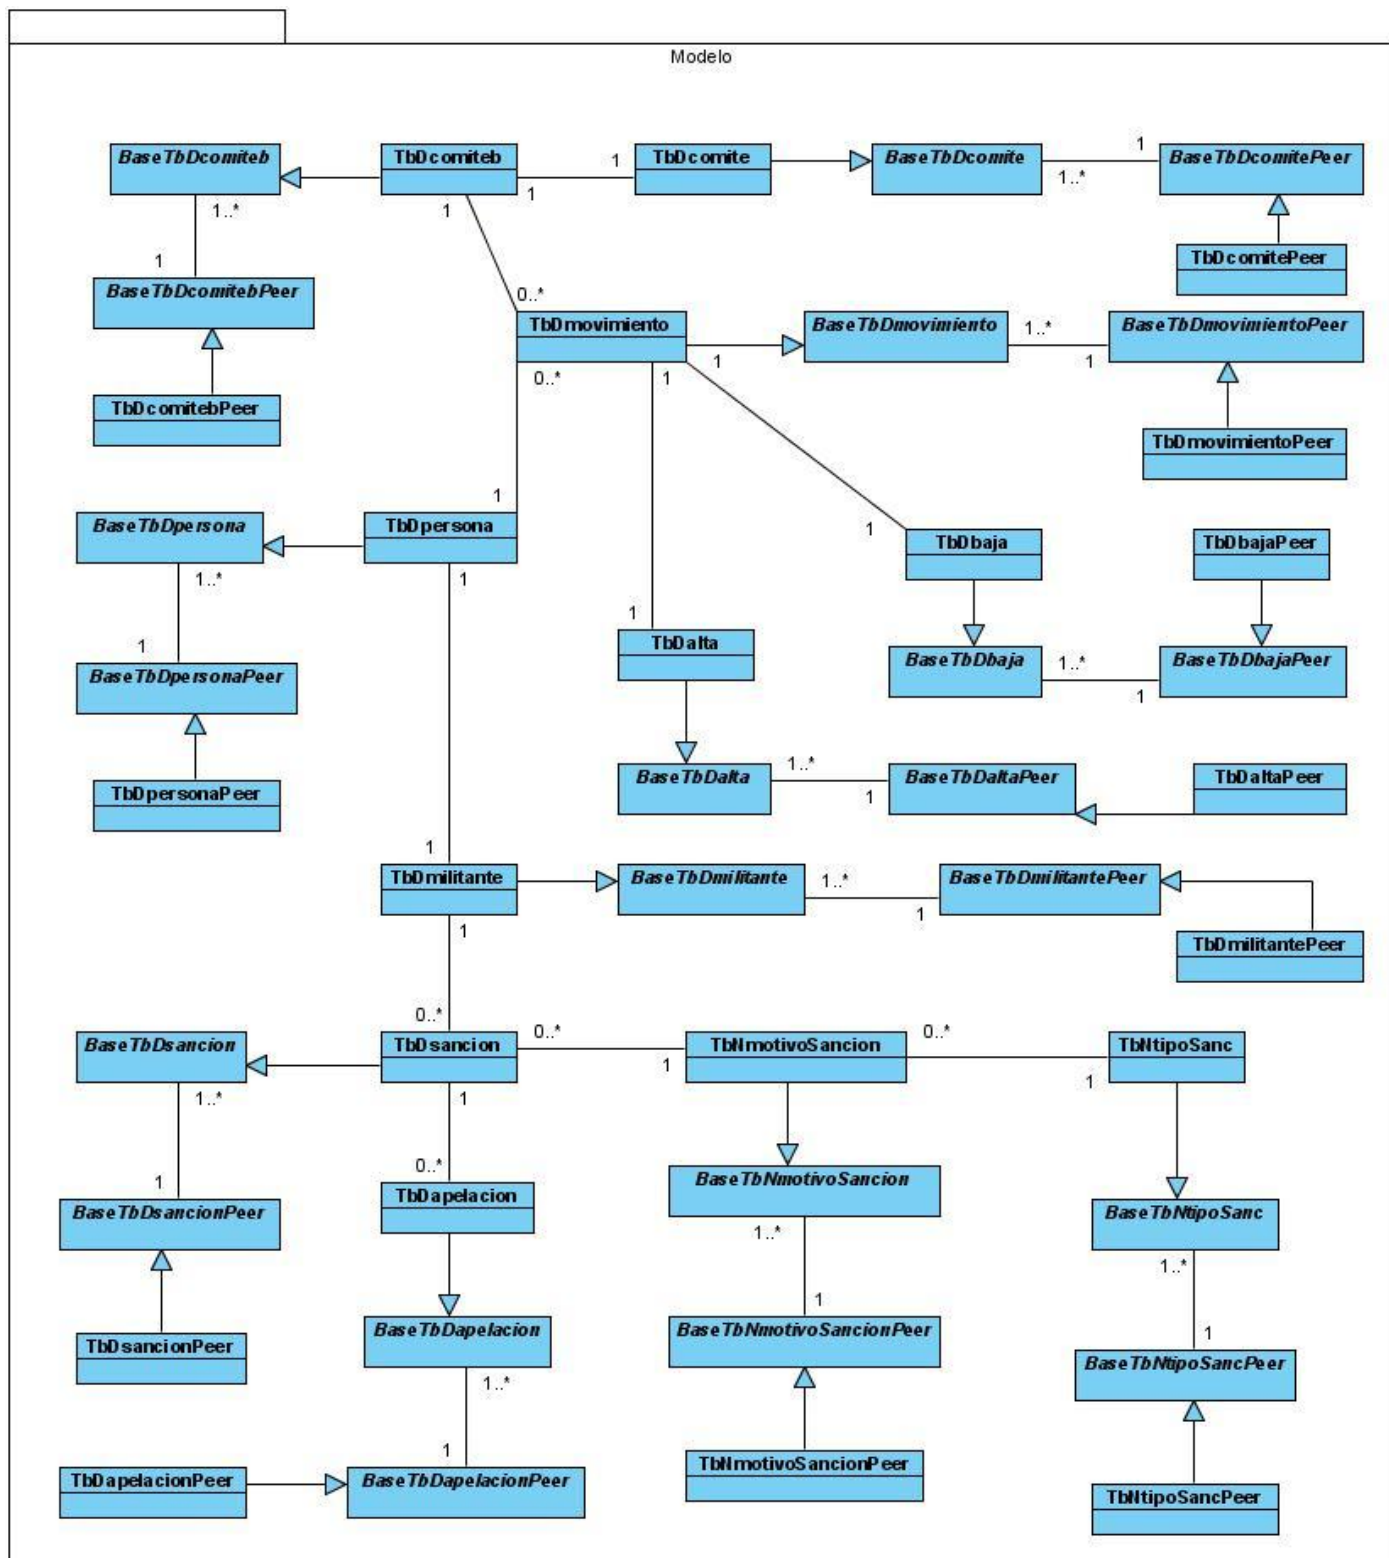 Modelo
BaseTbDcomiteb
TbDcomiteb
TbDcomite
BaseTbDcomite
BaseTbDcomitePeer
1
1
1..*
1
1
1
1..*
TbDcomitePeer
1
BaseTbDcomitebPeer
0..*
TbDmovimiento
BaseTbDmovimiento
BaseTbDmovimientoPeer
1..*
1
1
0..*
1
TbDcomitebPeer
TbDmovimientoPeer
1
BaseTbDpersona
TbDpersona
1
TbDbaja
TbDbajaPeer
1..*
1
1
1
TbDalta
BaseTbDbaja
BaseTbDbajaPeer
1..*
1
BaseTbDpersonaPeer
TbDpersonaPeer
BaseTbDalta
1..*
1
BaseTbDaltaPeer
TbDaltaPeer
1
TbDmilitante
BaseTbDmilitante
1..*
1
BaseTbDmilitantePeer
1
TbDmilitantePeer
0..*
BaseTbDsancion
TbDsancion
0..*
1
TbNmotivoSancion
0..*
1
TbNtipoSanc
1..*
1
0..*
1
TbDapelacion
BaseTbNmotivoSancion
BaseTbDsancionPeer
BaseTbNtipoSanc
1..*
1..*
1
BaseTbDapelacion
BaseTbNmotivoSancionPeer
1
TbDsancionPeer
BaseTbNtipoSancPeer
1..*
1
TbDapelacionPeer
BaseTbDapelacionPeer
TbNmotivoSancionPeer
TbNtipoSancPeer